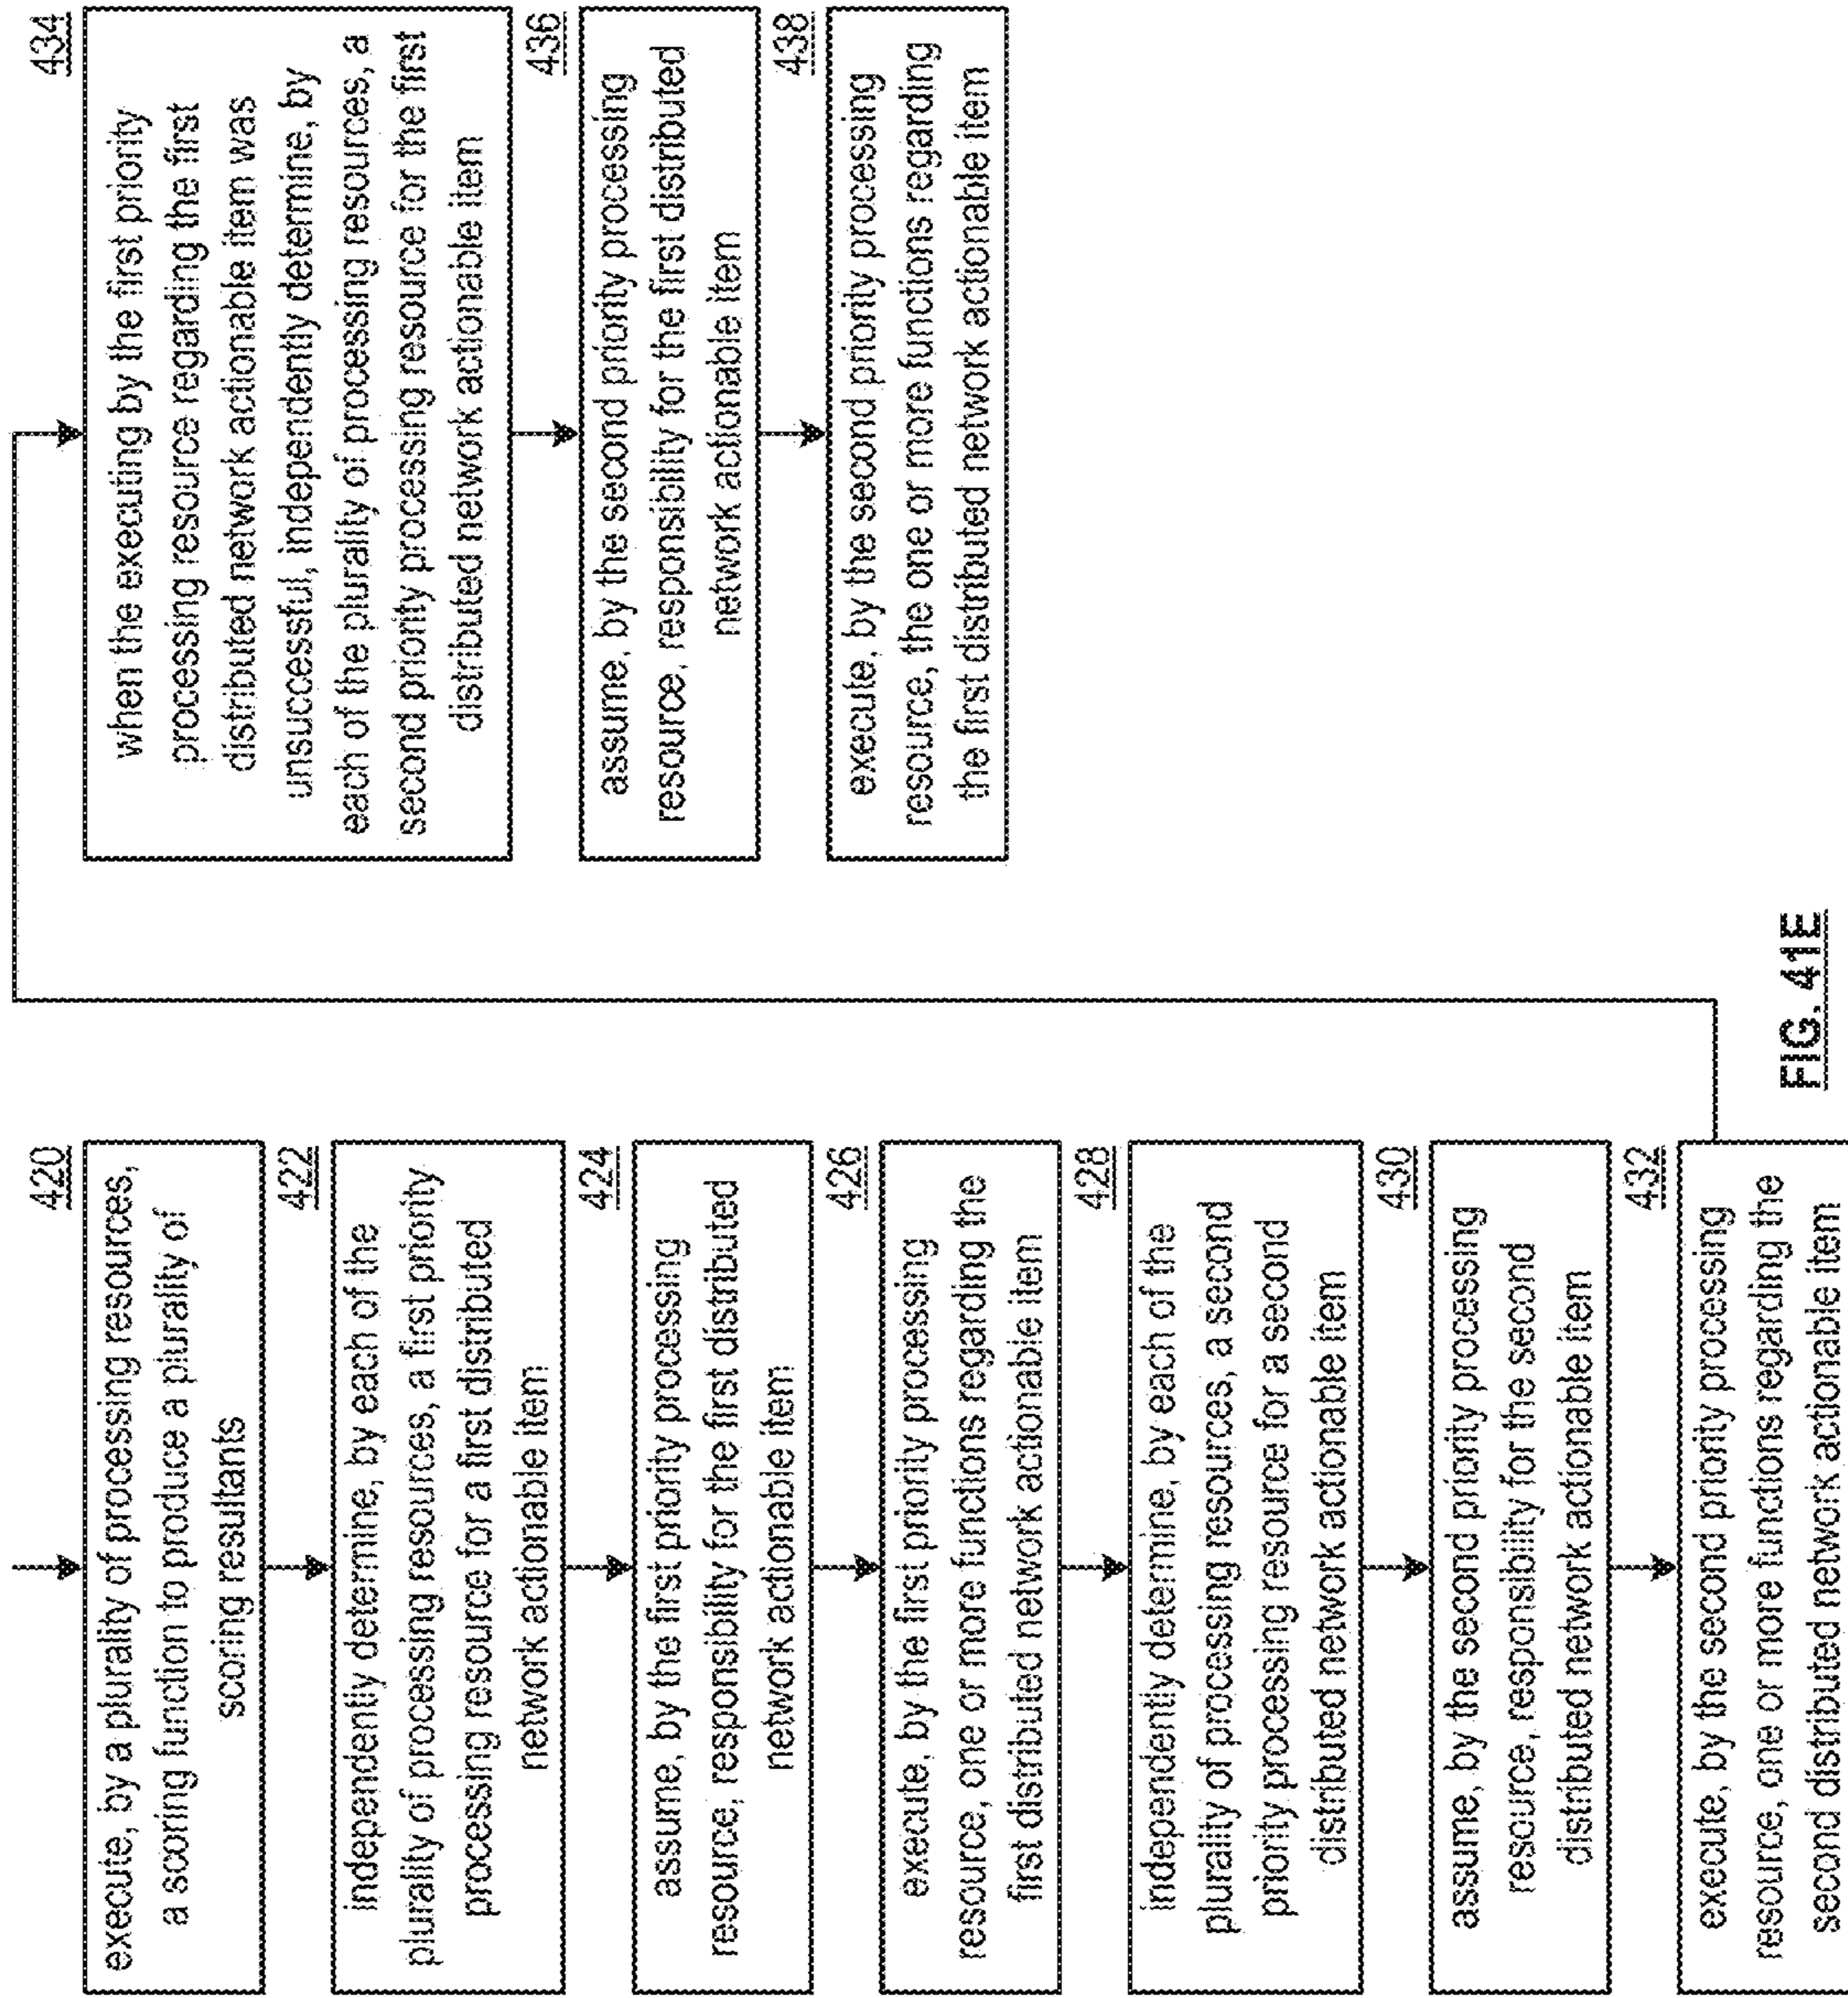 420
execute, by a plurality of processing resources,
a scoring function to produce a plurality of
scoring resultants
422
independently determine, by each of the
plurality of processing resources, a first priority
processing resource for a first distributed
network actionable item
424
assume, by the first priority processing
resource, responsibility for the first distributed
network actionable item
426
execute, by the first priority processing
resource, one or more functions regarding the
first distributed network actionable item
428
independently determine, by each of the
plurality of processing resources, a second
priority processing resource for a second
distributed network actionable item
430
assume, by the second priority processing
resource, responsibility for the second
distributed network actionable item
432
execute, by the second priority processing
resource, one or more functions regarding the
second distributed network actionable item
434
when the executing by the first priority
processing resource regarding the first
distributed network actionable item was
unsuccessful, independently determine, by
each of the plurality of processing resources, a
second priority processing resource for the first
distributed network actionable item
436
assume, by the second priority processing
resource, responsibility for the first distributed
network actionable item
438
execute, by the second priority processing
resource, the one or more functions regarding
the first distributed network actionable item
FIG. 41E